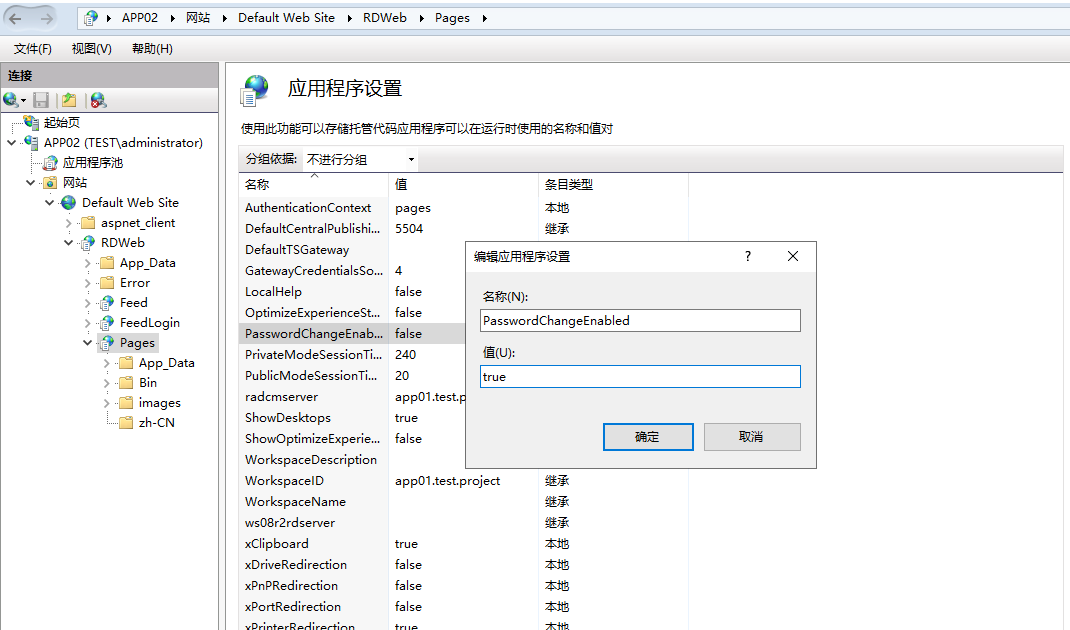 APP02 网站 Default Web Site RDWeb Pages
文件(F) 视图(V) 帮助(H)
连接
起始页
APP02 (TEST\administrator)
应用程序池
网站
Default Web Site
aspnet_client
RDWeb
App_Data
Error
Feed
FeedLogin
Pages
App_Data
Bin
images
zh-CN
应用程序设置
使用此功能可以存储托管代码应用程序可以在运行时使用的名称和值对
分组依据: 不进行分组
名称 值 条目类型
AuthenticationContext pages 本地
DefaultCentralPublishi... 5504 继承
DefaultTSGateway
GatewayCredentialsSo... 4
LocalHelp false
OptimizeExperienceSt... false
PasswordChangeEnab... false
PrivateModeSessionTi... 240
PublicModeSessionTi... 20
radcmserver app01.test.p
ShowDesktops true
ShowOptimizeExperie... false
WorkspaceDescription
WorkspaceID app01.test.project 继承
WorkspaceName 继承
ws08r2rdserver 继承
xClipboard true 本地
xDriveRedirection false 本地
xPnPRedirection false 本地
xPortRedirection false 本地
xPrinterRedirection true 本地
编辑应用程序设置 ?
名称(N):
PasswordChangeEnabled
值(U):
true
确定 取消